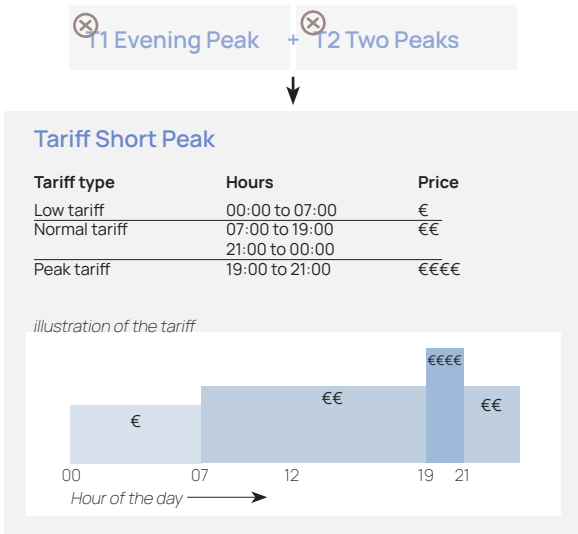 T1 Evening Peak + T2 Two Peaks
Tariff Short Peak
Tariff type Hours Price
Low tariff 00:00 to 07:00 €
Normal tariff 07:00 to 19:00 €€
21:00 to 00:00
Peak tariff 19:00 to 21:00 €€€€
illustration of the tariff
€€€€
€€ €€
€
00 07 12 19 21
Hour of the day